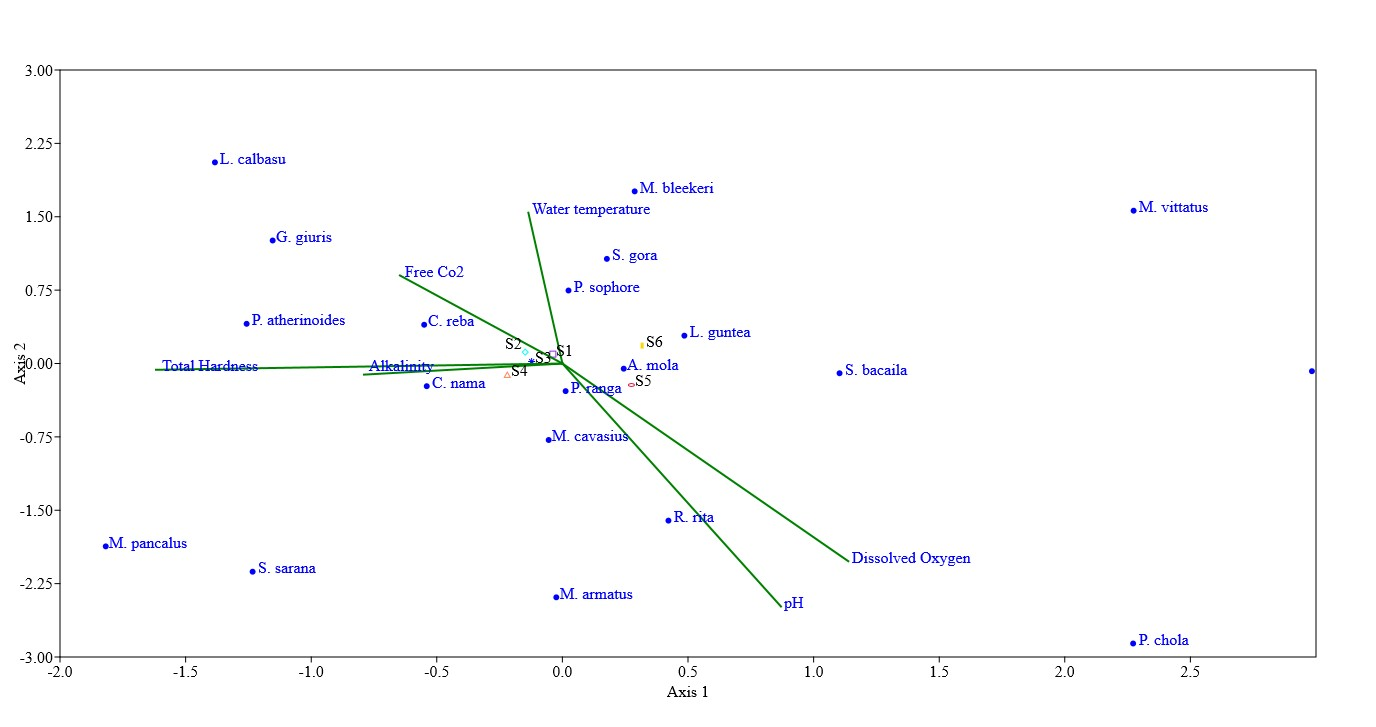 3.00
L. calbasu
2.25
M. bleekeri
M. vittatus
Water temperature
1.50
G. giuris
S. gora
Free Co2
P. sophore
0.75
P. atherinoides
C. reba
L. guntea
S2
S6
S1
S3
0.00
Total Hardness
Alkalinity
A. mola
S4
S. bacaila
S5
C. nama
P. ranga
Axis 2
-0.75
M. cavasius
-1.50
R. rita
M. pancalus
Dissolved Oxygen
S. sarana
-2.25
M. armatus
pH
P. chola
-3.00
-2.0 -1.5 -1.0 -0.5 0.0 0.5 1.0 1.5 2.0 2.5
Axis 1